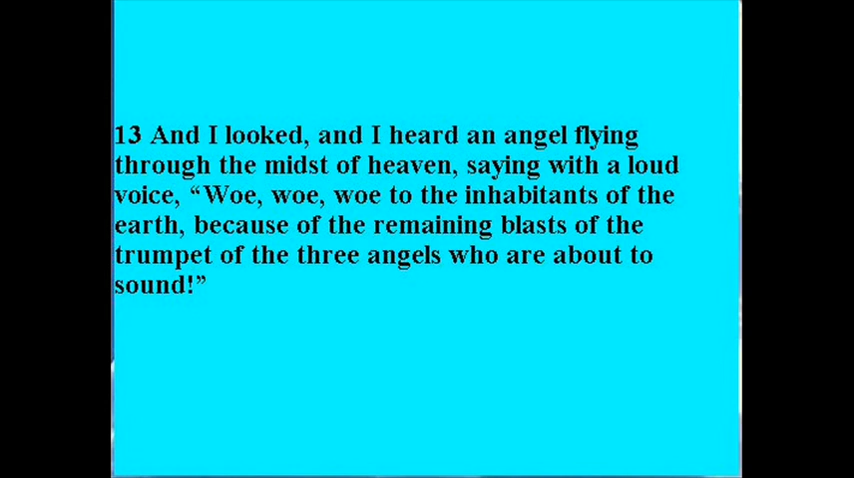 13 And I looked, and I heard an angel flying
through the midst of heaven, saying with a loud
voice, “Woe, woe, woe to the inhabitants of the
earth, because of the remaining blasts of the
trumpet of the three angels who are about to
sound!”